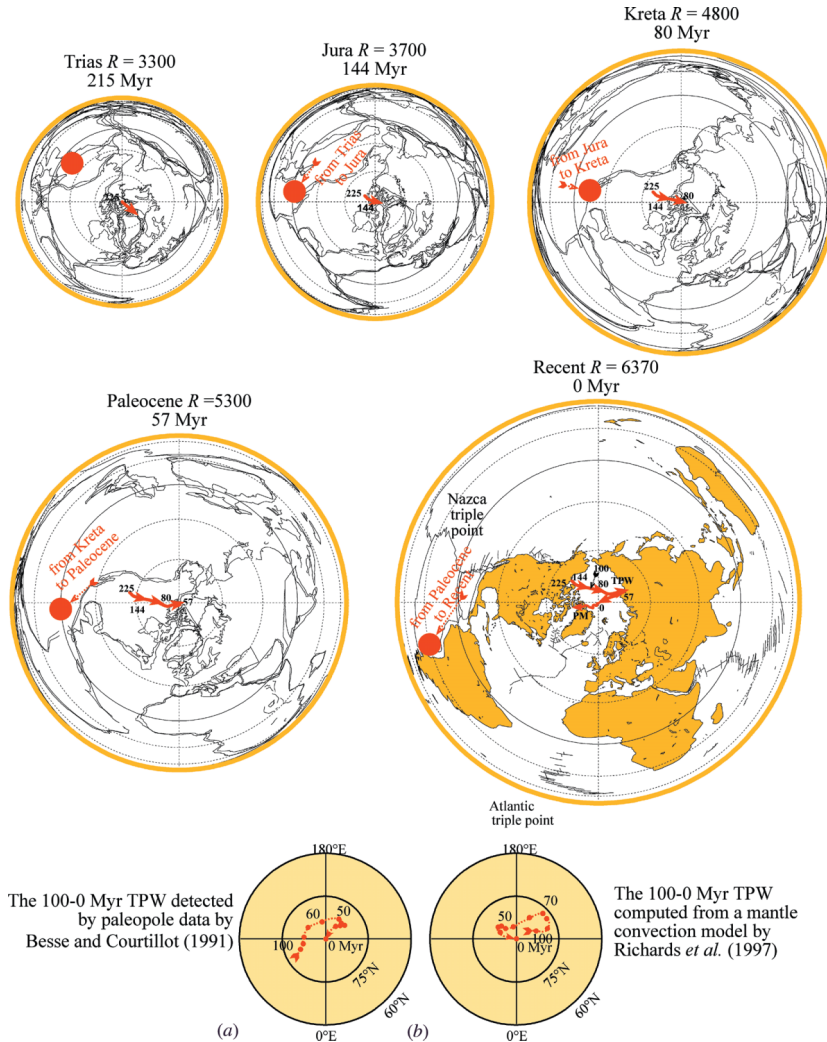 Trias R = 3300
215 Myr
225
Jura R = 3700
144 Myr
from Trias
to Jura
225
144
Kreta R = 4800
80 Myr
from Jura
to Kreta
225
144
80
Paleocene R =5300
57 Myr
from Kreta
to Paleocene
225
144
80
57
Recent R = 6370
0 Myr
Nazca
triple
point
from Paleocene
to Recens
225
144
100
80
TPW
57
0
PM
Atlantic
triple point
The 100-0 Myr TPW detected
by paleopole data by
Besse and Courtillot (1991)
180°E
60
50
100
0 Myr
75°N
60°N
0°E
(a)
180°E
70
50
100
0 Myr
75°N
60°N
0°E
(b)
The 100-0 Myr TPW
computed from a mantle
convection model by
Richards et al. (1997)